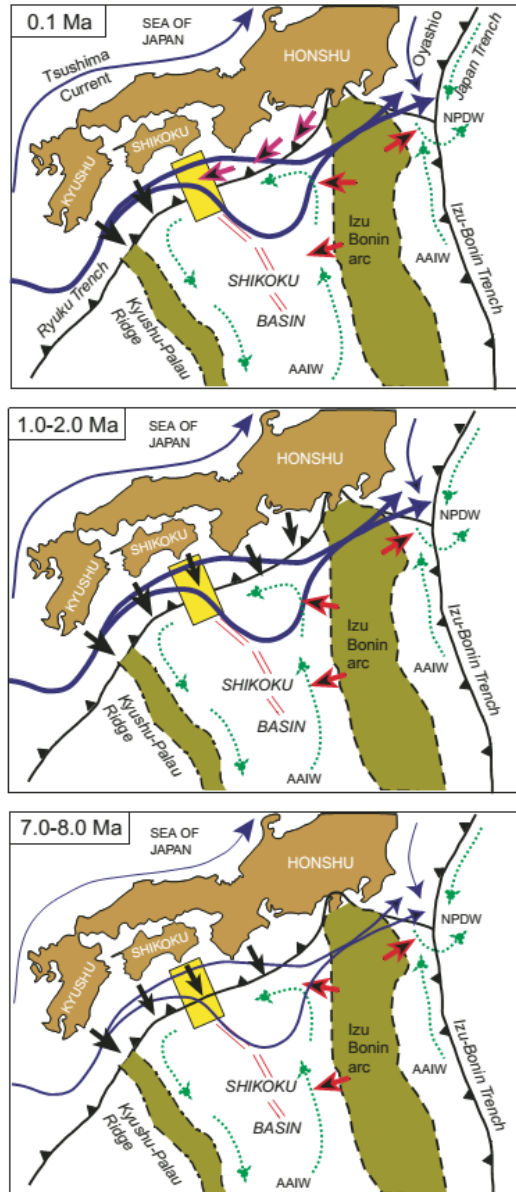 0.1 Ma
SEA OF
JAPAN
Tsushima
Current
HONSHU
Oyashio
Japan Trench
SHIKOKU
KYUSHU
NPDW
Izu
Bonin
arc
AAIW
Izu-Bonin Trench
Ryuku Trench
Kyushu-Palau
Ridge
SHIKOKU
BASIN
AAIW
1.0-2.0 Ma
SEA OF
JAPAN
HONSHU
SHIKOKU
KYUSHU
NPDW
Izu
Bonin
arc
AAIW
Izu-Bonin Trench
Kyushu-Palau
Ridge
SHIKOKU
BASIN
AAIW
7.0-8.0 Ma
SEA OF
JAPAN
HONSHU
SHIKOKU
KYUSHU
NPDW
Izu
Bonin
arc
AAIW
Izu-Bonin Trench
Kyushu-Palau
Ridge
SHIKOKU
BASIN
AAIW